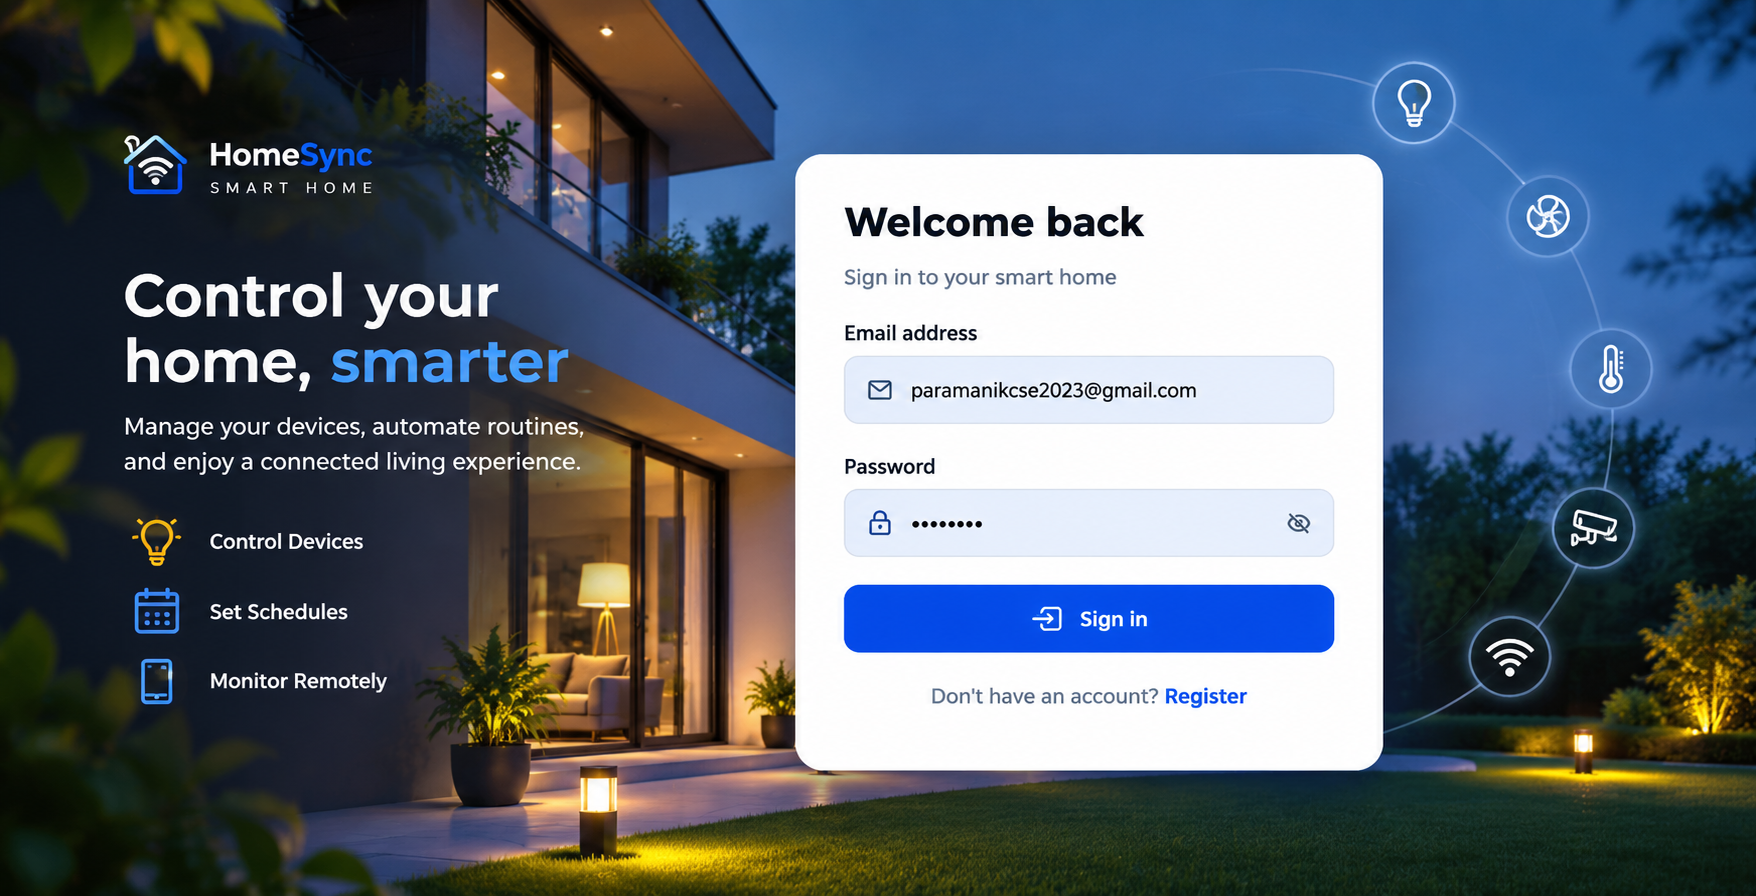 HomeSync
SMART HOME
Control your
home, smarter
Manage your devices, automate routines,
and enjoy a connected living experience.
Control Devices
Set Schedules
Monitor Remotely
Welcome back
Sign in to your smart home
Email address
paramanikcse2023@gmail.com
Password
••••••••
Sign in
Don't have an account? Register